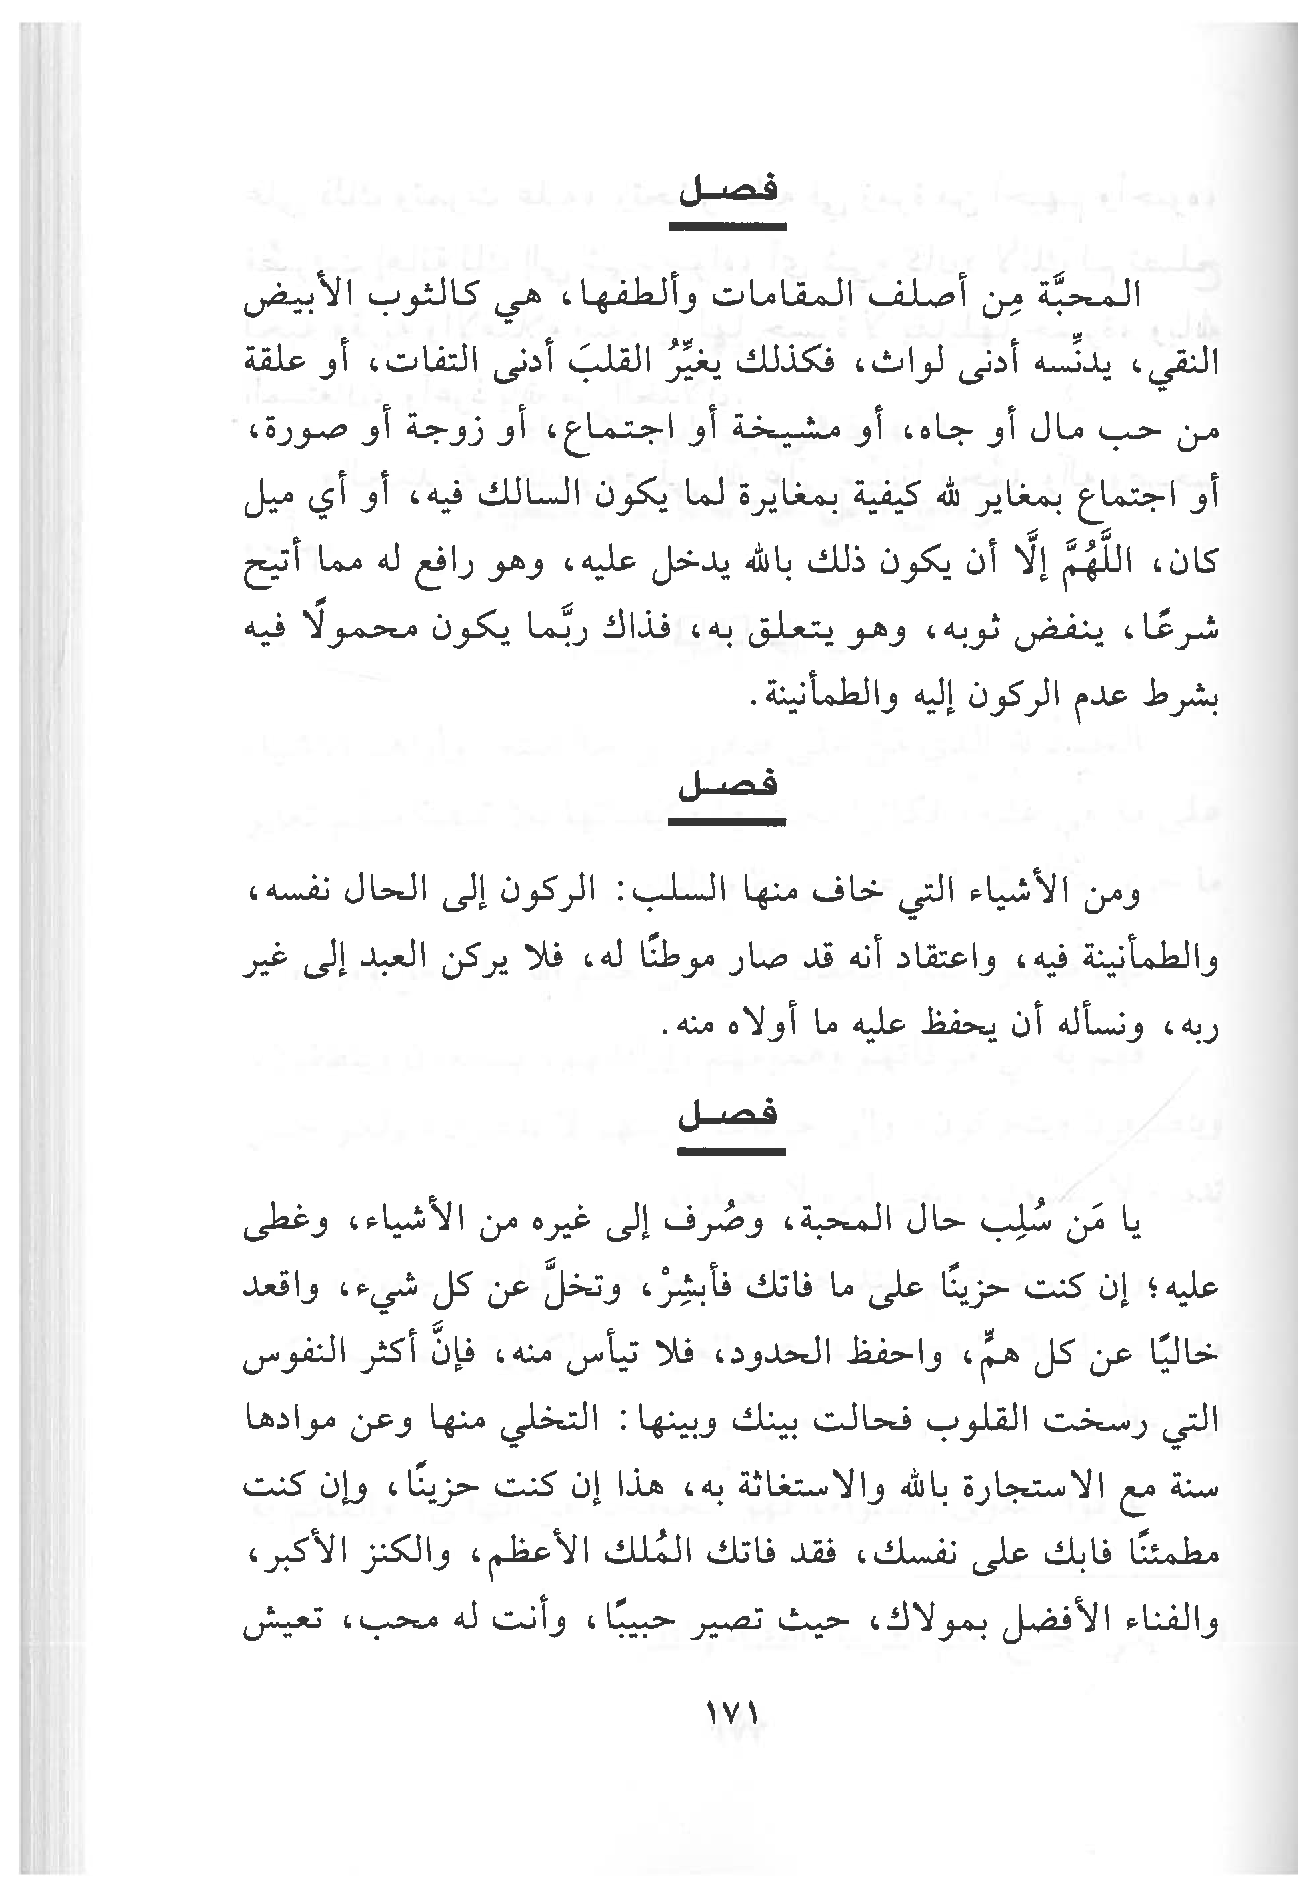 فصل
المحبَّة مِن أصلف المقامات وألطفها، هي كالثوب الأبيض
النقي، يدنِّسه أدنى لواث، فكذلك يغيِّرُ القلبَ أدنى التفات، أو علقة
من حب مال أو جاه، أو مشيخة أو اجتماع، أو زوجة أو صورة،
أو اجتماع بمغاير لله كيفية بمغايرة لما يكون السالك فيه، أو أي ميل
كان، اللَّهُمَّ إلَّا أن يكون ذلك بالله يدخل عليه، وهو رافع له مما أتيح
شرعًا، ينفض ثوبه، وهو يتعلق به، فذاك ربَّما يكون محمولًا فيه
بشرط عدم الركون إليه والطمأنينة.
فصل
ومن الأشياء التي خاف منها السلب: الركون إلى الحال نفسه،
والطمأنينة فيه، واعتقاد أنه قد صار موطنًا له، فلا يركن العبد إلى غير
ربه، ونسأله أن يحفظ عليه ما أولاه منه.
فصل
يا مَن سُلِب حال المحبة، وصُرف إلى غيره من الأشياء، وغطى
عليه؛ إن كنت حزينًا على ما فاتك فأبشِرْ، وتخلَّ عن كل شيء، واقعد
خاليًا عن كل همٍّ، واحفظ الحدود، فلا تيأس منه، فإنَّ أكثر النفوس
التي رسخت القلوب فحالت بينك وبينها: التخلي منها وعن موادها
سنة مع الاستجارة بالله والاستغاثة به، هذا إن كنت حزينًا، وإن كنت
مطمئنًا فابك على نفسك، فقد فاتك المُلك الأعظم، والكنز الأكبر،
والفناء الأفضل بمولاك، حيث تصير حبيبًا، وأنت له محب، تعيش
١٧١